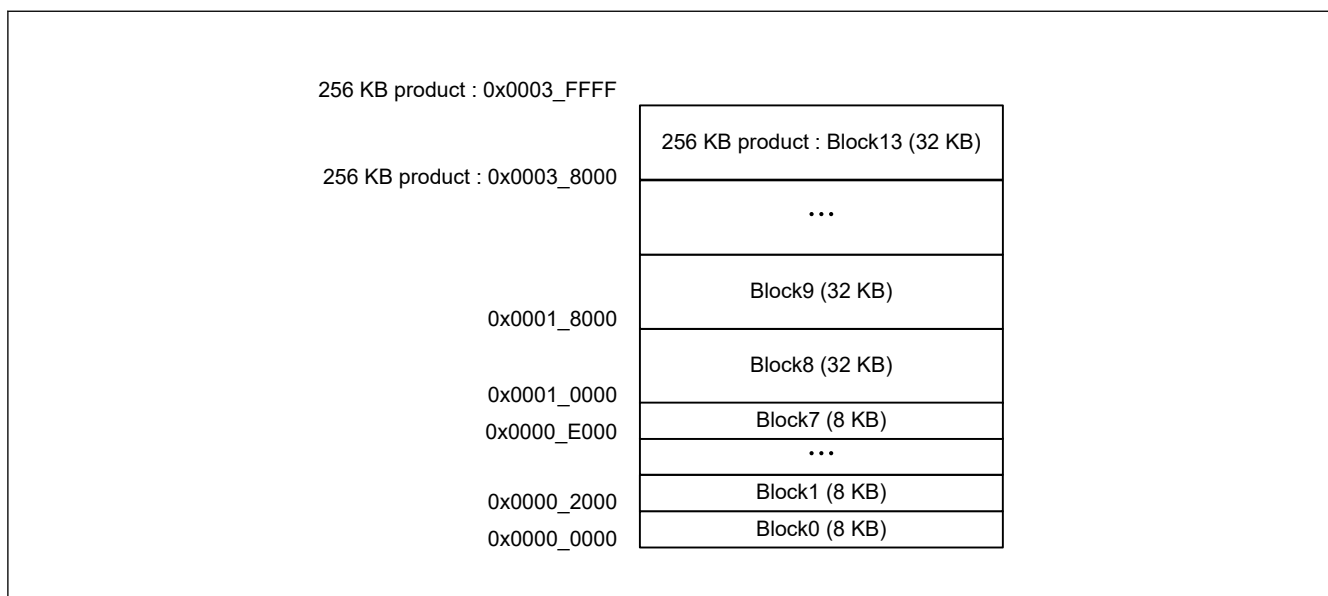 256 KB product : 0x0003_FFFF
256 KB product : Block13 (32 KB)
256 KB product : 0x0003_8000
...
Block9 (32 KB)
0x0001_8000
Block8 (32 KB)
0x0001_0000
Block7 (8 KB)
0x0000_E000
...
Block1 (8 KB)
0x0000_2000
Block0 (8 KB)
0x0000_0000